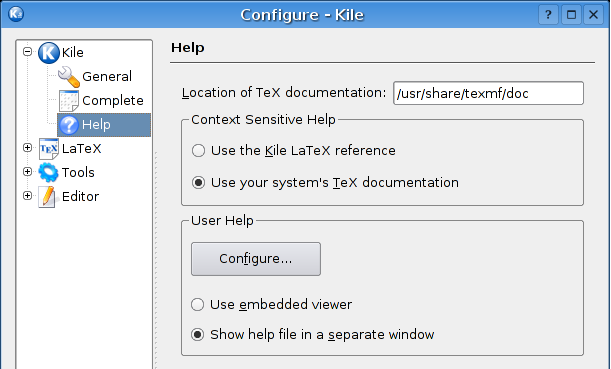 Configure – Kile
Kile
General
Complete
Help
LaTeX
Tools
Editor
Help
Location of TeX documentation: /usr/share/texmf/doc
Context Sensitive Help
Use the Kile LaTeX reference
Use your system's TeX documentation
User Help
Configure...
Use embedded viewer
Show help file in a separate window